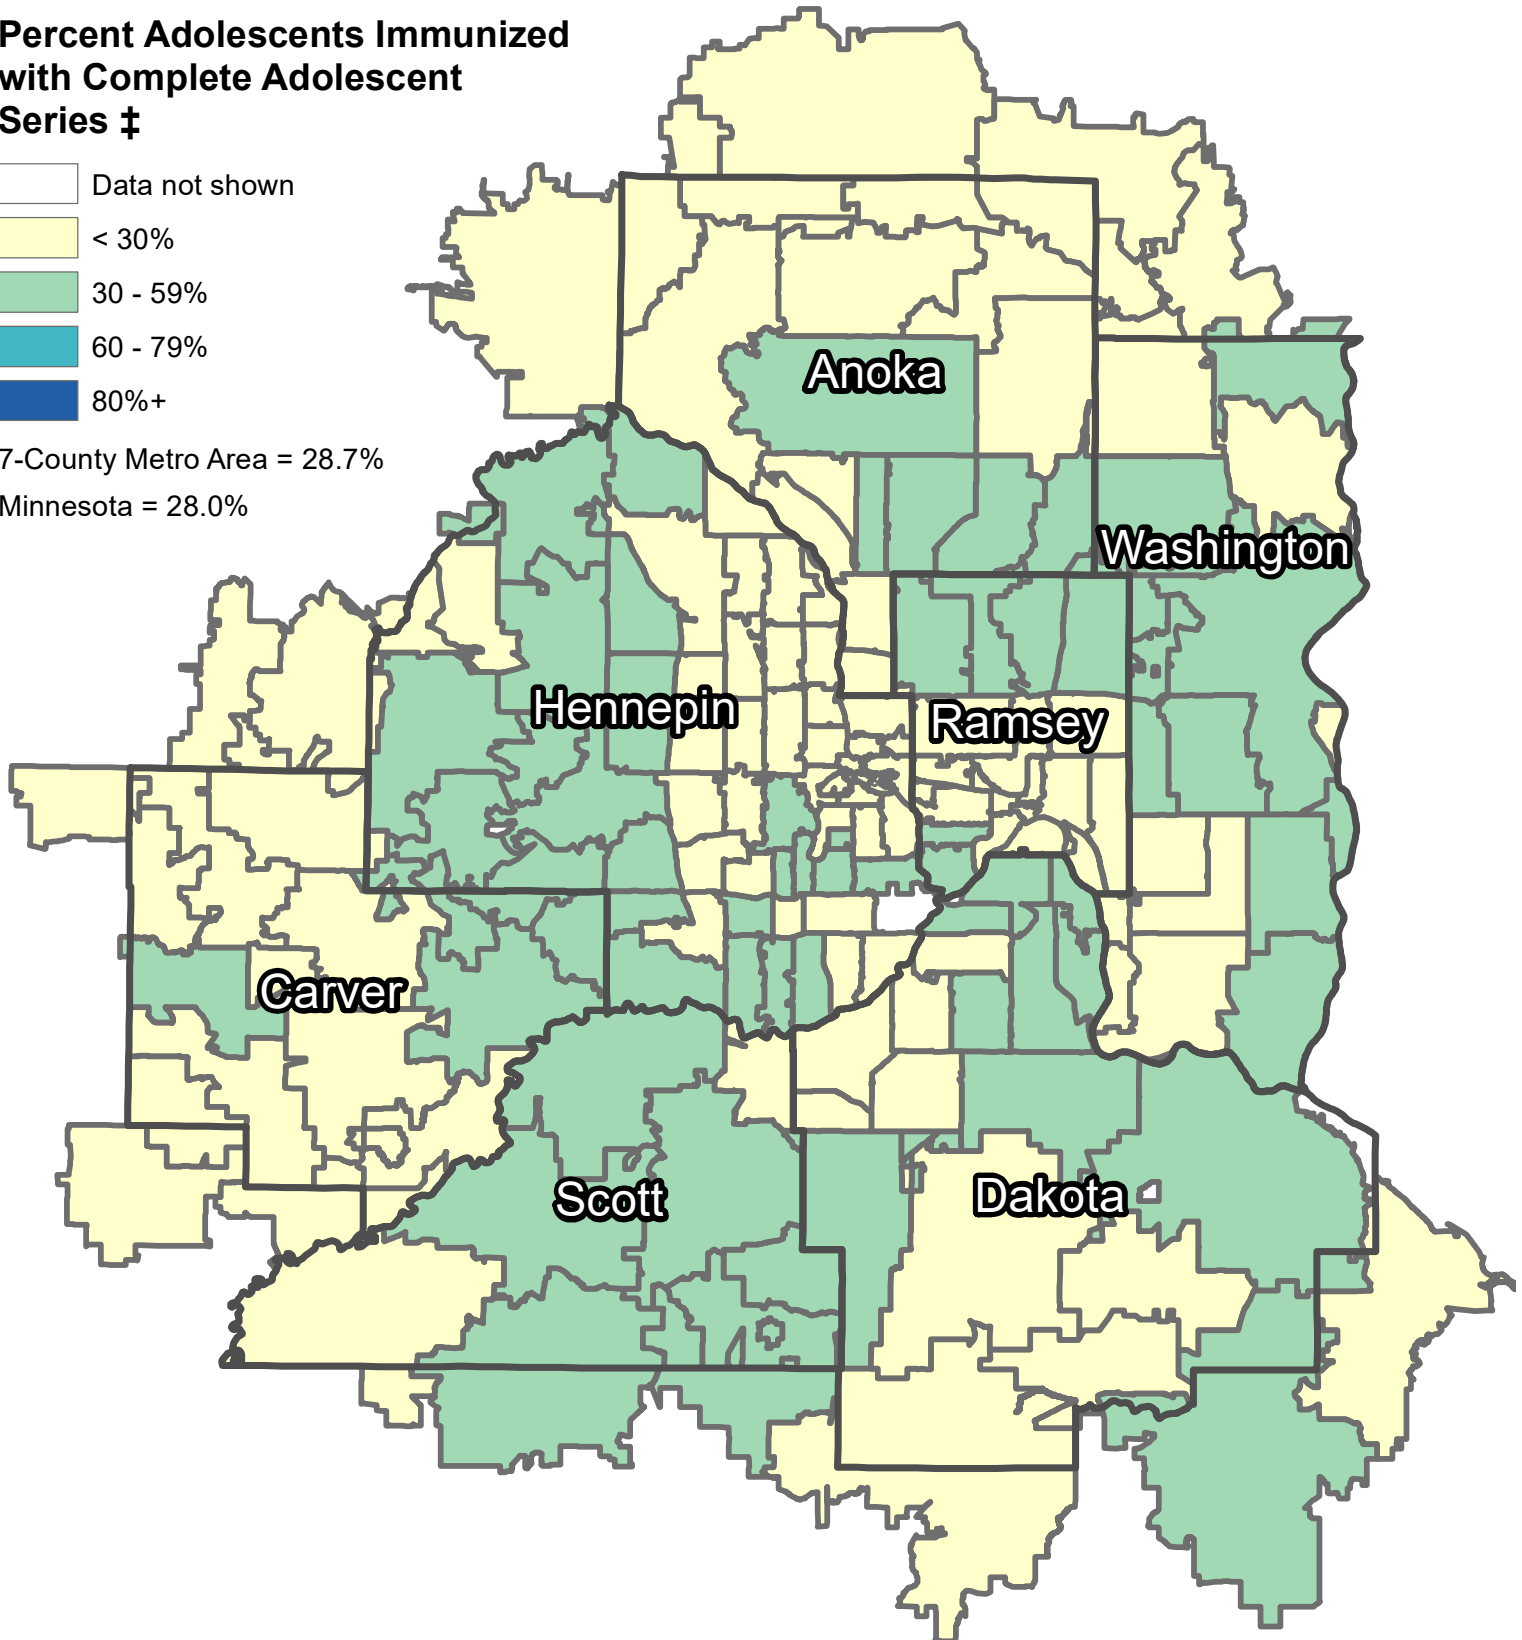 Percent Adolescents Immunized
with Complete Adolescent
Series ‡
Data not shown
< 30%
30 - 59%
60 - 79%
80%+
7-County Metro Area = 28.7%
Minnesota = 28.0%
Anoka
Washington
Hennepin
Ramsey
Carver
Scott
Dakota